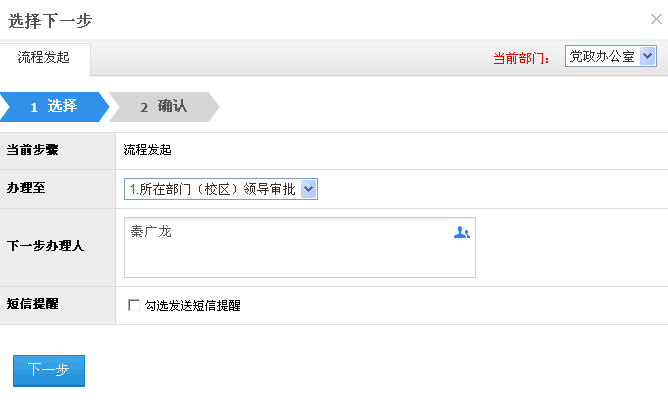 选择下一步
流程发起
当前部门：
党政办公室
1 选择
2 确认
当前步骤
流程发起
办理至
1.所在部门（校区）领导审批
下一步办理人
秦广龙
短信提醒
勾选发送短信提醒
下一步